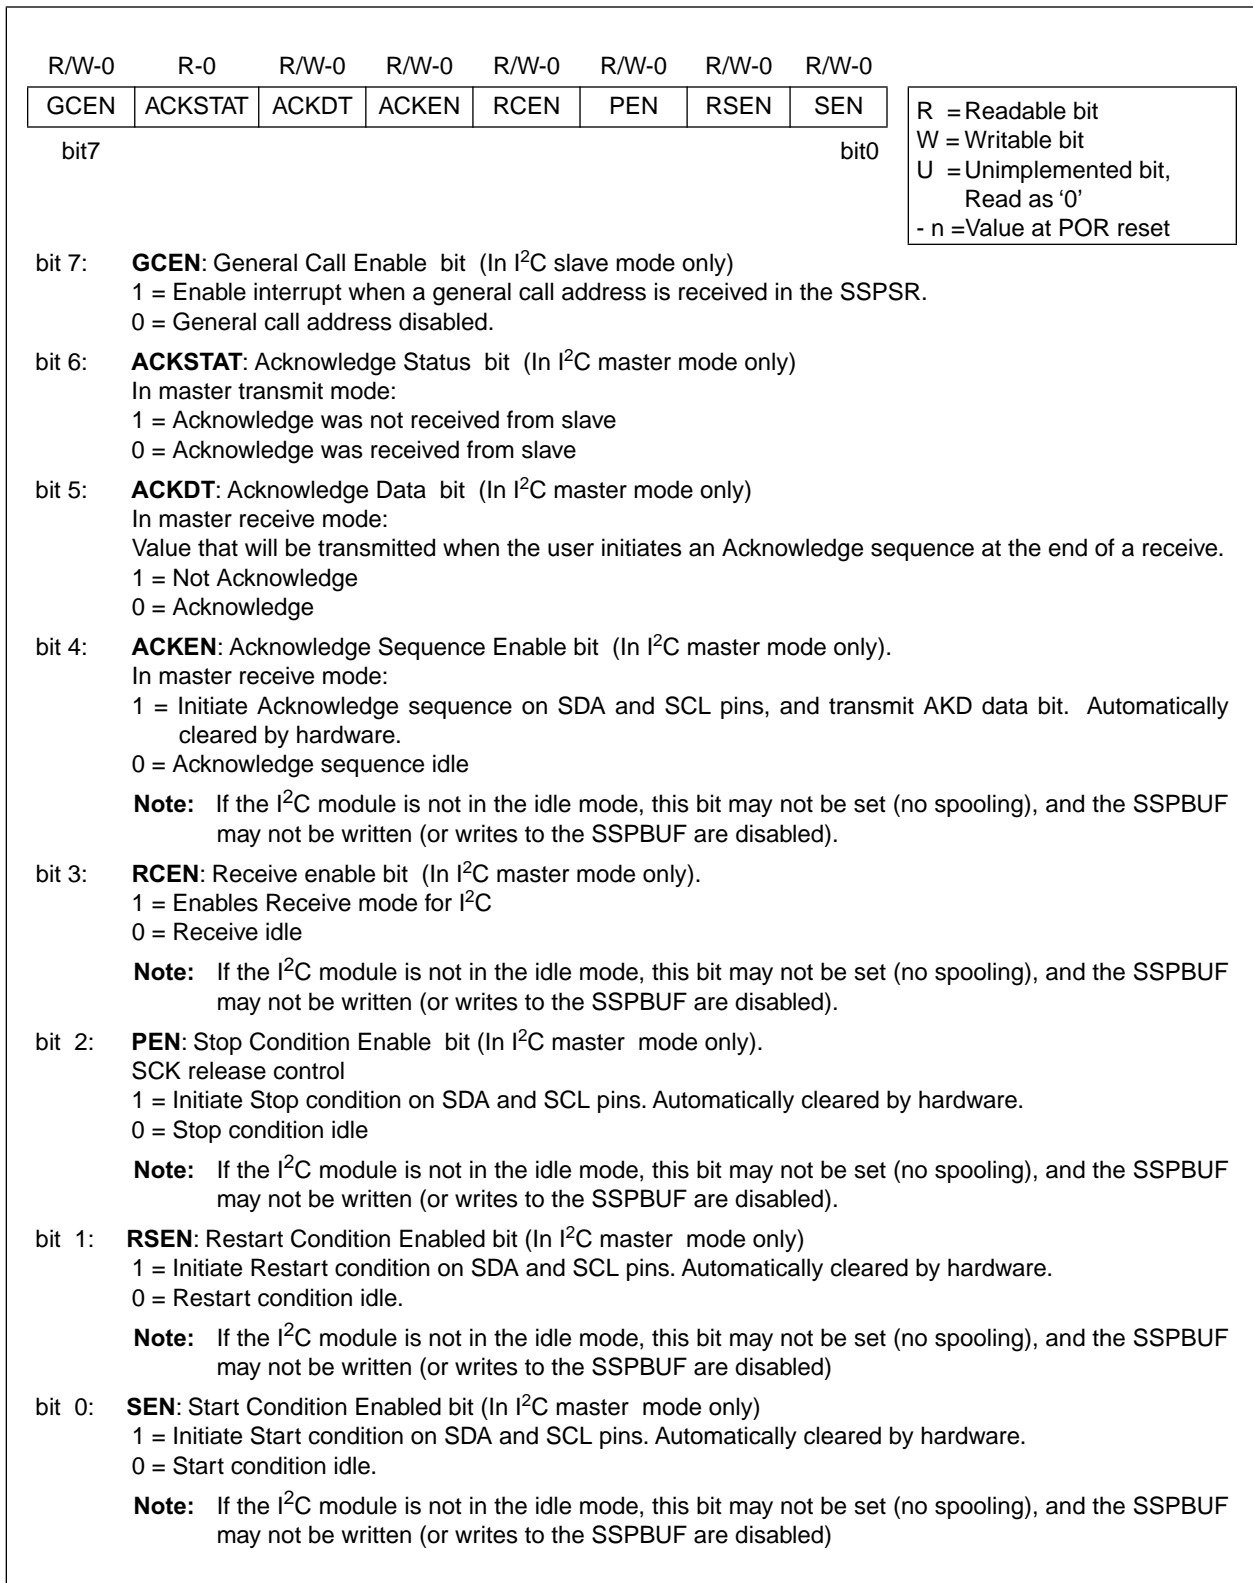 R/W-0 R-0 R/W-0 R/W-0 R/W-0 R/W-0 R/W-0 R/W-0
GCEN ACKSTAT ACKDT ACKEN RCEN PEN RSEN SEN
bit7 bit0
R =Readable bit
W =Writable bit
U =Unimplemented bit,
Read as ‘0’
- n =Value at POR reset
bit 7: GCEN: General Call Enable bit (In I²C slave mode only)
1 = Enable interrupt when a general call address is received in the SSPSR.
0 = General call address disabled.
bit 6: ACKSTAT: Acknowledge Status bit (In I²C master mode only)
In master transmit mode:
1 = Acknowledge was not received from slave
0 = Acknowledge was received from slave
bit 5: ACKDT: Acknowledge Data bit (In I²C master mode only)
In master receive mode:
Value that will be transmitted when the user initiates an Acknowledge sequence at the end of a receive.
1 = Not Acknowledge
0 = Acknowledge
bit 4: ACKEN: Acknowledge Sequence Enable bit (In I²C master mode only).
In master receive mode:
1 = Initiate Acknowledge sequence on SDA and SCL pins, and transmit AKD data bit. Automatically
cleared by hardware.
0 = Acknowledge sequence idle
Note: If the I²C module is not in the idle mode, this bit may not be set (no spooling), and the SSPBUF
may not be written (or writes to the SSPBUF are disabled).
bit 3: RCEN: Receive enable bit (In I²C master mode only).
1 = Enables Receive mode for I²C
0 = Receive idle
Note: If the I²C module is not in the idle mode, this bit may not be set (no spooling), and the SSPBUF
may not be written (or writes to the SSPBUF are disabled).
bit 2: PEN: Stop Condition Enable bit (In I²C master mode only).
SCK release control
1 = Initiate Stop condition on SDA and SCL pins. Automatically cleared by hardware.
0 = Stop condition idle
Note: If the I²C module is not in the idle mode, this bit may not be set (no spooling), and the SSPBUF
may not be written (or writes to the SSPBUF are disabled).
bit 1: RSEN: Restart Condition Enabled bit (In I²C master mode only)
1 = Initiate Restart condition on SDA and SCL pins. Automatically cleared by hardware.
0 = Restart condition idle.
Note: If the I²C module is not in the idle mode, this bit may not be set (no spooling), and the SSPBUF
may not be written (or writes to the SSPBUF are disabled)
bit 0: SEN: Start Condition Enabled bit (In I²C master mode only)
1 = Initiate Start condition on SDA and SCL pins. Automatically cleared by hardware.
0 = Start condition idle.
Note: If the I²C module is not in the idle mode, this bit may not be set (no spooling), and the SSPBUF
may not be written (or writes to the SSPBUF are disabled)